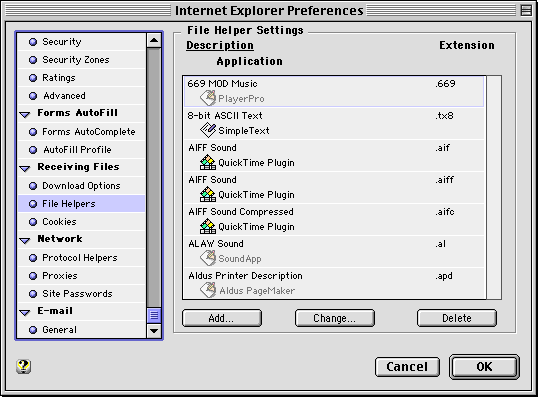 Internet Explorer Preferences
Security
Security Zones
Ratings
Advanced
Forms AutoFill
Forms AutoComplete
AutoFill Profile
Receiving Files
Download Options
File Helpers
Cookies
Network
Protocol Helpers
Proxies
Site Passwords
E-mail
General
File Helper Settings
Description Extension
Application
669 MOD Music .669
PlayerPro
8-bit ASCII Text .tx8
SimpleText
AIFF Sound .aif
QuickTime Plugin
AIFF Sound .aiff
QuickTime Plugin
AIFF Sound Compressed .aifc
QuickTime Plugin
ALAW Sound .al
SoundApp
Aldus Printer Description .apd
Aldus PageMaker
Add... Change... Delete
? Cancel OK